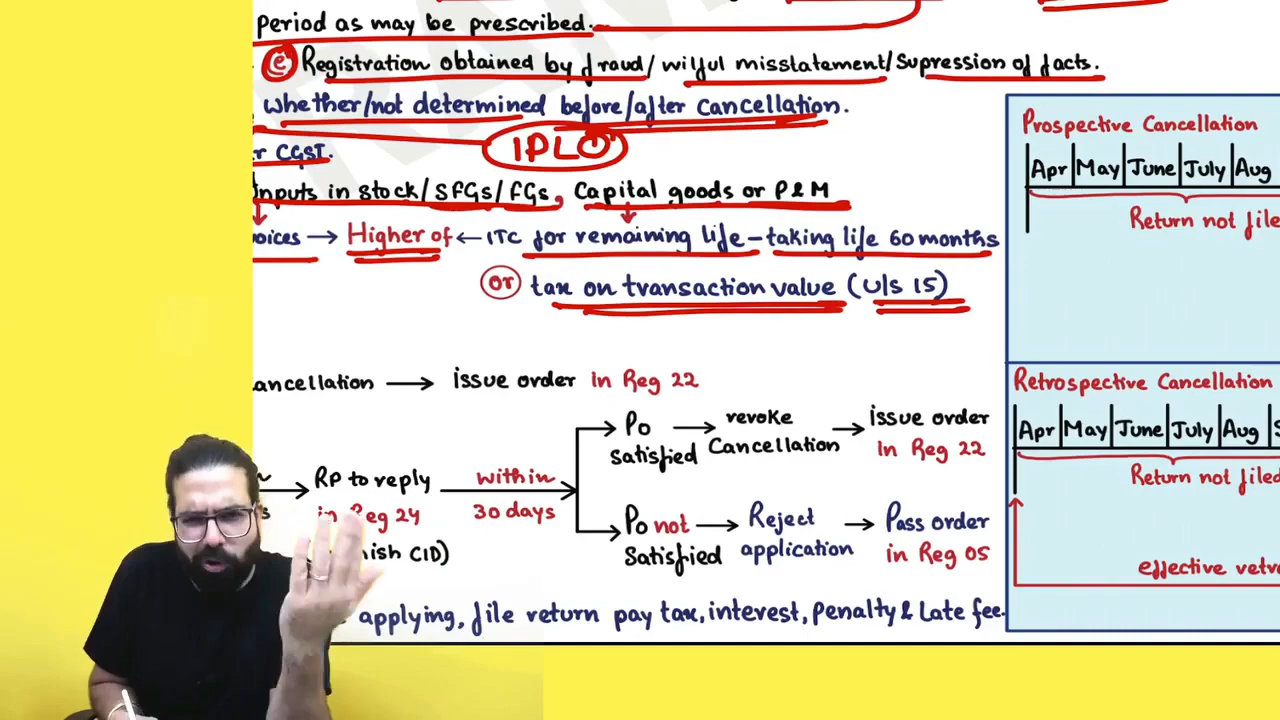 Period as may be prescribed.
(e) Registration obtained by fraud/wilful misstatement/Supression of facts.
whether/not determined before/after Cancellation.
IPLO
r CGST.
Inputs in stock/SFGs/FGs, Capital goods or P&M
oices → Higher of ← ITC for remaining life - taking life 60 months
or tax on transaction value (U/s 15)
ancellation → issue order in Reg 22
Po satisfied → revoke Cancellation → issue order in Reg 22
RP to reply in Reg 24
nish CID)
within 30 days
Po not satisfied → Reject application → Pass order in Reg 05
applying, file return pay tax, interest, Penalty & Late fee.
Prospective Cancellation
Apr May June July Aug
Return not file
Retrospective Cancellation
Apr May June July Aug S
Return not filed
effective retr